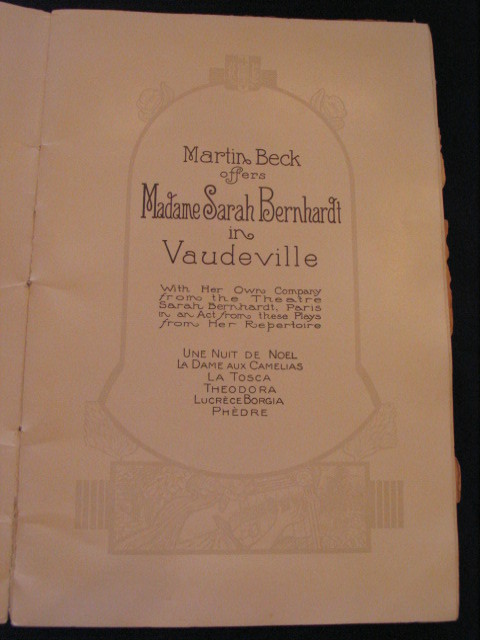 Martin Beck
offers
Madame Sarah Bernhardt
in
Vaudeville
With Her Own Company
from the Theatre
Sarah Bernhardt, Paris
in an Act from these Plays
from Her Repertoire
UNE NUIT DE NOEL
LA DAME AUX CAMELIAS
LA TOSCA
THEODORA
LUCRÈCE BORGIA
PHÈDRE